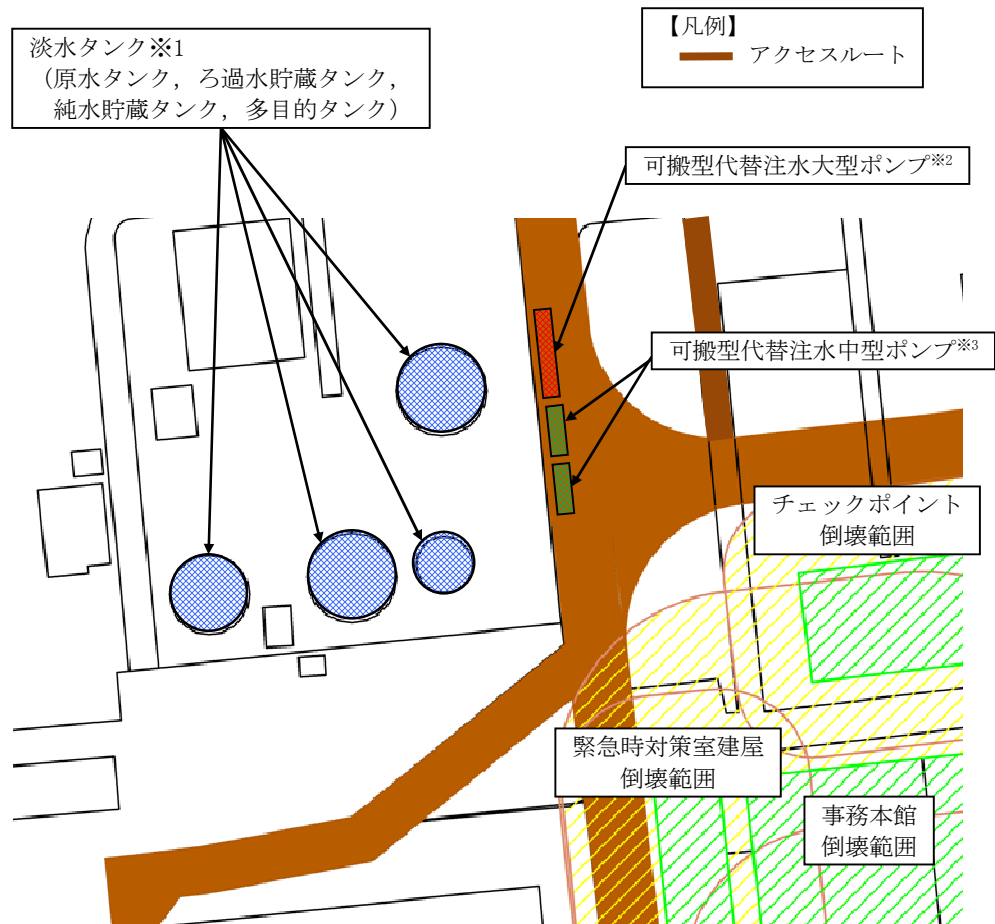 淡水タンク※1
（原水タンク，ろ過水貯蔵タンク，
純水貯蔵タンク，多目的タンク）
【凡例】
アクセスルート
可搬型代替注水大型ポンプ※2
可搬型代替注水中型ポンプ※3
チェックポイント
倒壊範囲
緊急時対策室建屋
倒壊範囲
事務本館
倒壊範囲